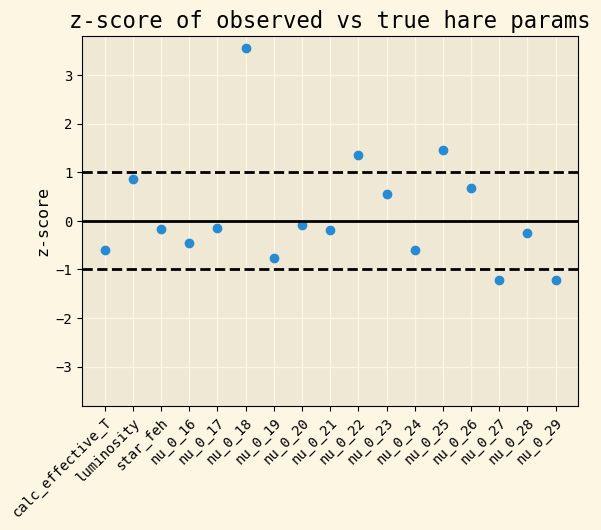 z-score of observed vs true hare params
z-score
3
2
1
0
−1
−2
−3
calc_effective_T
luminosity
star_feh
nu_0_16
nu_0_17
nu_0_18
nu_0_19
nu_0_20
nu_0_21
nu_0_22
nu_0_23
nu_0_24
nu_0_25
nu_0_26
nu_0_27
nu_0_28
nu_0_29